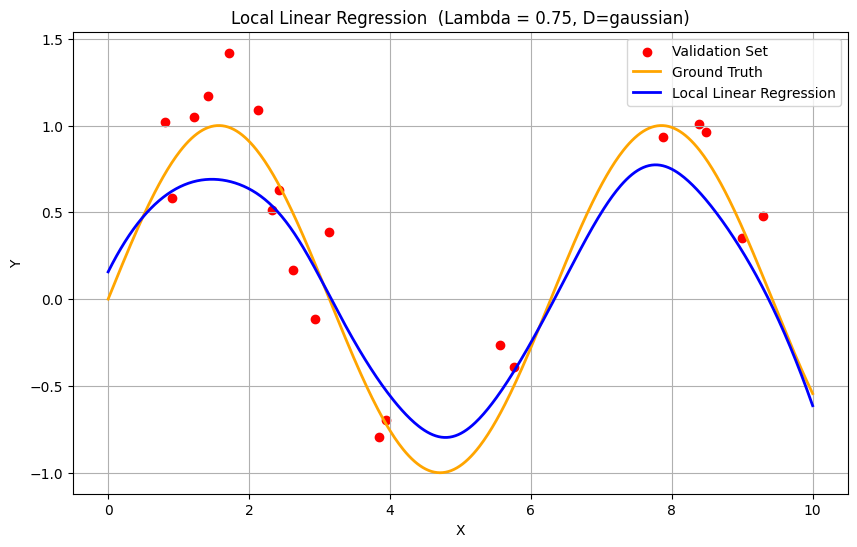 Local Linear Regression (Lambda = 0.75, D=gaussian)
Validation Set
Ground Truth
Local Linear Regression
1.5
1.0
0.5
0.0
−0.5
−1.0
Y
0 2 4 6 8 10
X